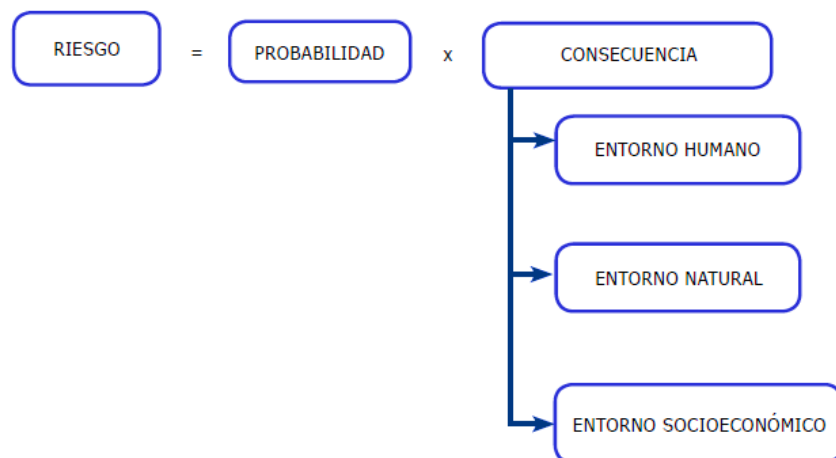 RIESGO = PROBABILIDAD x CONSECUENCIA
ENTORNO HUMANO
ENTORNO NATURAL
ENTORNO SOCIOECONÓMICO